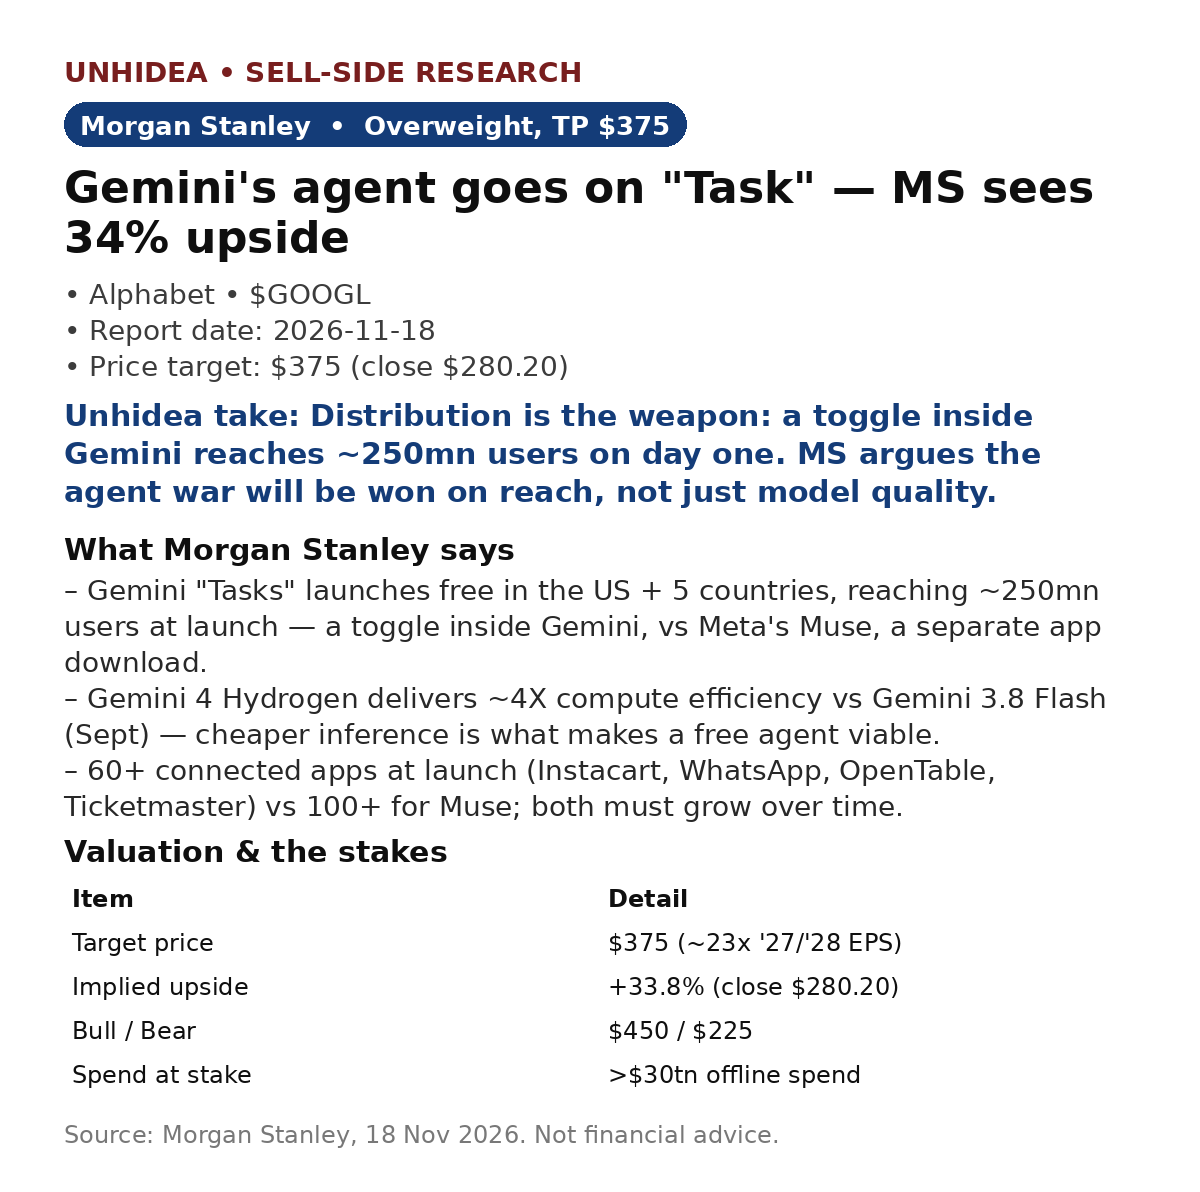 UNHIDEA • SELL-SIDE RESEARCH
Morgan Stanley • Overweight, TP $375
Gemini's agent goes on "Task" — MS sees
34% upside
• Alphabet • $GOOGL
• Report date: 2026-11-18
• Price target: $375 (close $280.20)
Unhidea take: Distribution is the weapon: a toggle inside
Gemini reaches ~250mn users on day one. MS argues the
agent war will be won on reach, not just model quality.
What Morgan Stanley says
– Gemini "Tasks" launches free in the US + 5 countries, reaching ~250mn
users at launch — a toggle inside Gemini, vs Meta's Muse, a separate app
download.
– Gemini 4 Hydrogen delivers ~4X compute efficiency vs Gemini 3.8 Flash
(Sept) — cheaper inference is what makes a free agent viable.
– 60+ connected apps at launch (Instacart, WhatsApp, OpenTable,
Ticketmaster) vs 100+ for Muse; both must grow over time.
Valuation & the stakes
Item Detail
Target price $375 (~23x '27/'28 EPS)
Implied upside +33.8% (close $280.20)
Bull / Bear $450 / $225
Spend at stake >$30tn offline spend
Source: Morgan Stanley, 18 Nov 2026. Not financial advice.